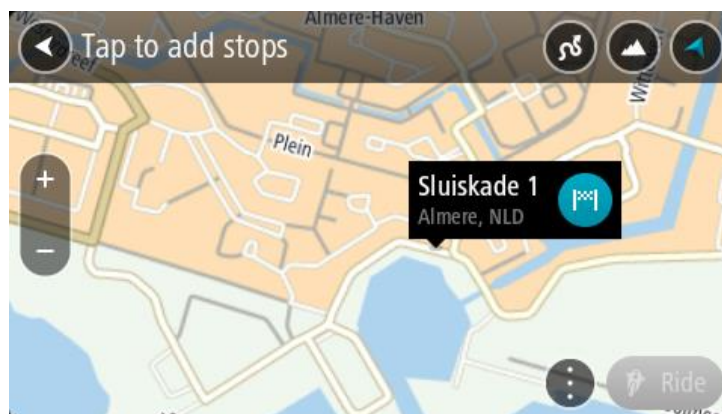 Almere-Haven
Tap to add stops
Plein
Sluiskade 1
Almere, NLD
+
−
Ride